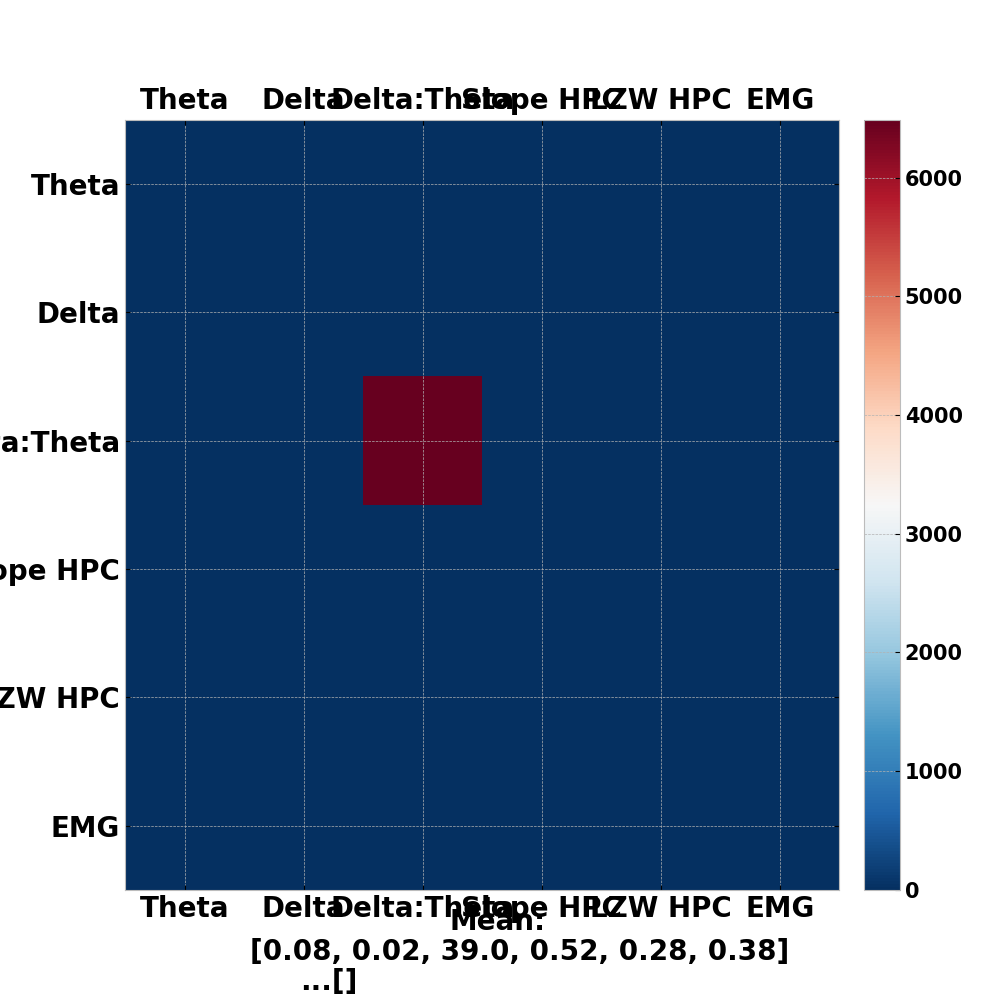 Theta Delta Delta:Theta Slope HPC LZW HPC EMG
Theta
Delta
a:Theta
ope HPC
ZW HPC
EMG
6000
5000
4000
3000
2000
1000
0
Theta Delta Delta:Theta Slope HPC LZW HPC EMG
Mean:
[0.08, 0.02, 39.0, 0.52, 0.28, 0.38]
...[]